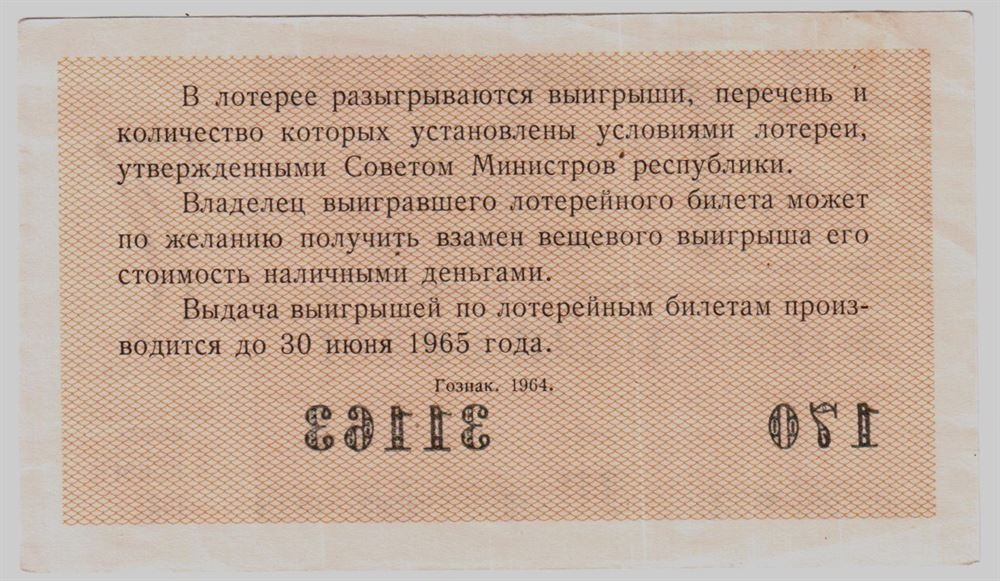 В лотерее разыгрываются выигрыши, перечень и
количество которых установлены условиями лотереи,
утвержденными Советом Министров республики.
Владелец выигравшего лотерейного билета может
по желанию получить взамен вещевого выигрыша его
стоимость наличными деньгами.
Выдача выигрышей по лотерейным билетам произ-
водится до 30 июня 1965 года.
Гознак. 1964.
31163 170